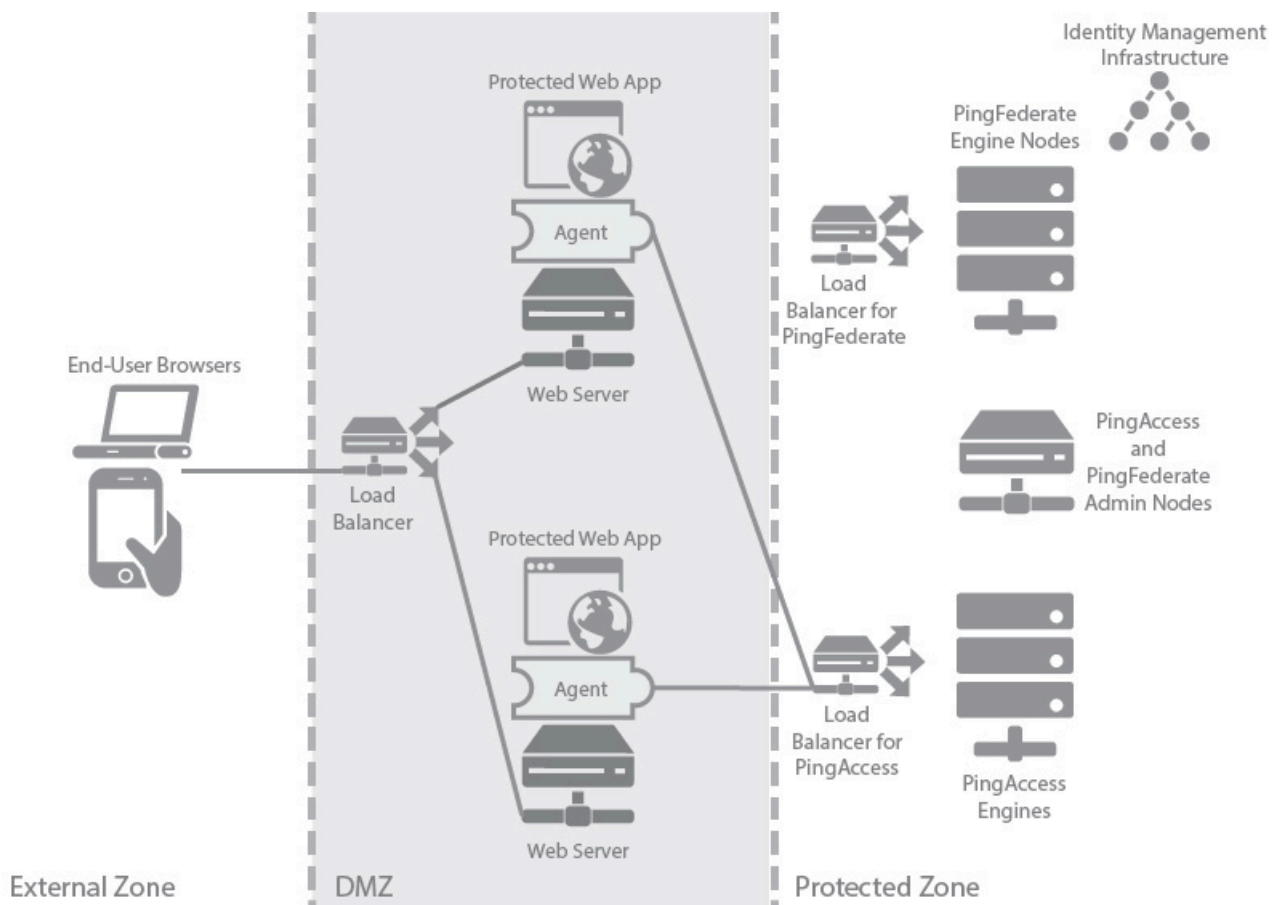 Identity Management
Infrastructure
Protected Web App
PingFederate
Engine Nodes
Agent
Load
Balancer for
PingFederate
End-User Browsers
Web Server
PingAccess
and
PingFederate
Admin Nodes
Load
Balancer
Protected Web App
Agent
Load
Balancer for
PingAccess
PingAccess
Engines
Web Server
External Zone
DMZ
Protected Zone